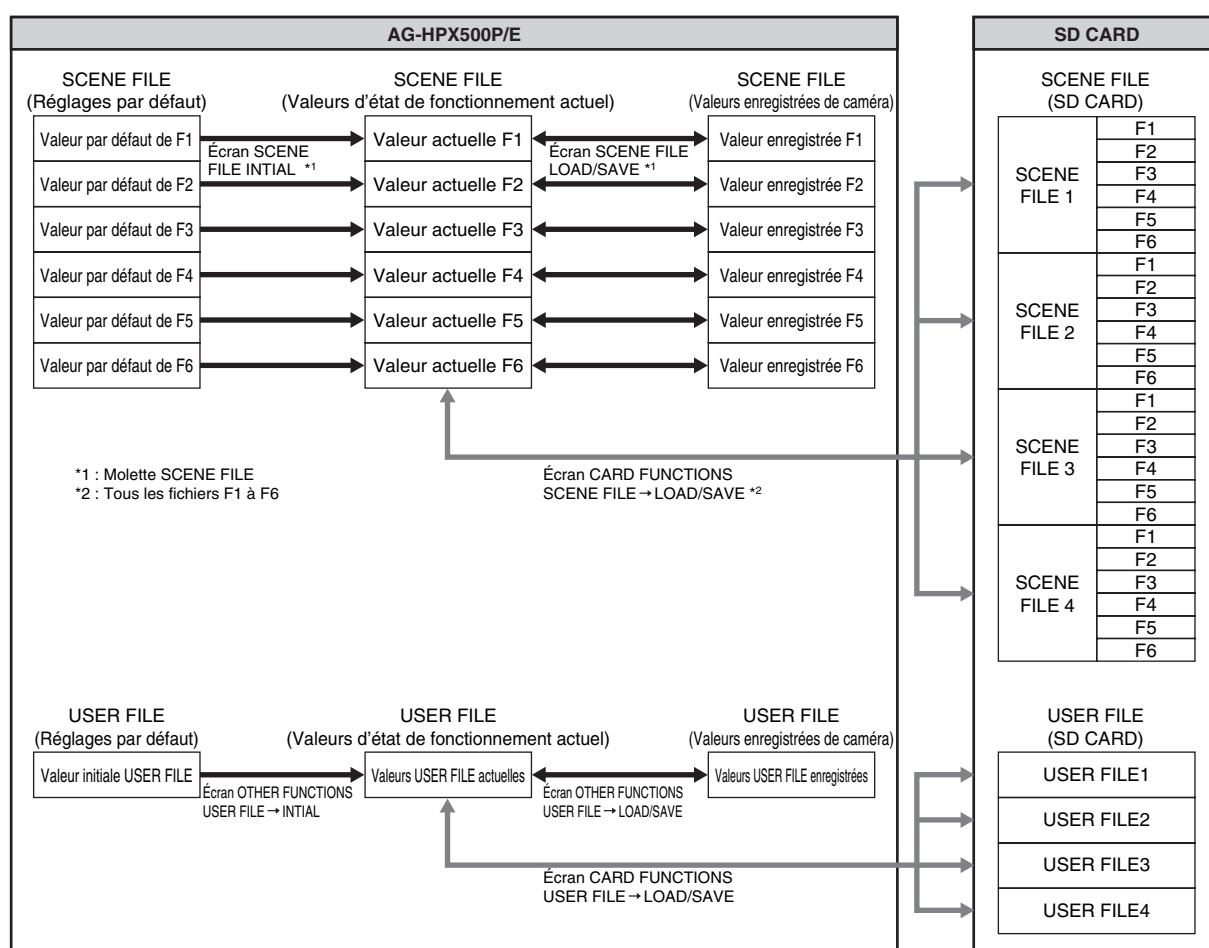 AG-HPX500P/E
SCENE FILE
(Réglages par défaut)
SCENE FILE
(Valeurs d'état de fonctionnement actuel)
SCENE FILE
(Valeurs enregistrées de caméra)
Valeur par défaut de F1
Valeur actuelle F1
Valeur enregistrée F1
Écran SCENE
FILE INTIAL *1
Écran SCENE FILE
LOAD/SAVE *1
Valeur par défaut de F2
Valeur actuelle F2
Valeur enregistrée F2
Valeur par défaut de F3
Valeur actuelle F3
Valeur enregistrée F3
Valeur par défaut de F4
Valeur actuelle F4
Valeur enregistrée F4
Valeur par défaut de F5
Valeur actuelle F5
Valeur enregistrée F5
Valeur par défaut de F6
Valeur actuelle F6
Valeur enregistrée F6
*1 : Molette SCENE FILE
*2 : Tous les fichiers F1 à F6
Écran CARD FUNCTIONS
SCENE FILE→LOAD/SAVE *2
USER FILE
(Réglages par défaut)
USER FILE
(Valeurs d'état de fonctionnement actuel)
USER FILE
(Valeurs enregistrées de caméra)
Valeur initiale USER FILE
Valeurs USER FILE actuelles
Valeurs USER FILE enregistrées
Écran OTHER FUNCTIONS
USER FILE→INTIAL
Écran OTHER FUNCTIONS
USER FILE→LOAD/SAVE
Écran CARD FUNCTIONS
USER FILE→LOAD/SAVE
SD CARD
SCENE FILE
(SD CARD)
SCENE
FILE 1
F1
F2
F3
F4
F5
F6
SCENE
FILE 2
F1
F2
F3
F4
F5
F6
SCENE
FILE 3
F1
F2
F3
F4
F5
F6
SCENE
FILE 4
F1
F2
F3
F4
F5
F6
USER FILE
(SD CARD)
USER FILE1
USER FILE2
USER FILE3
USER FILE4